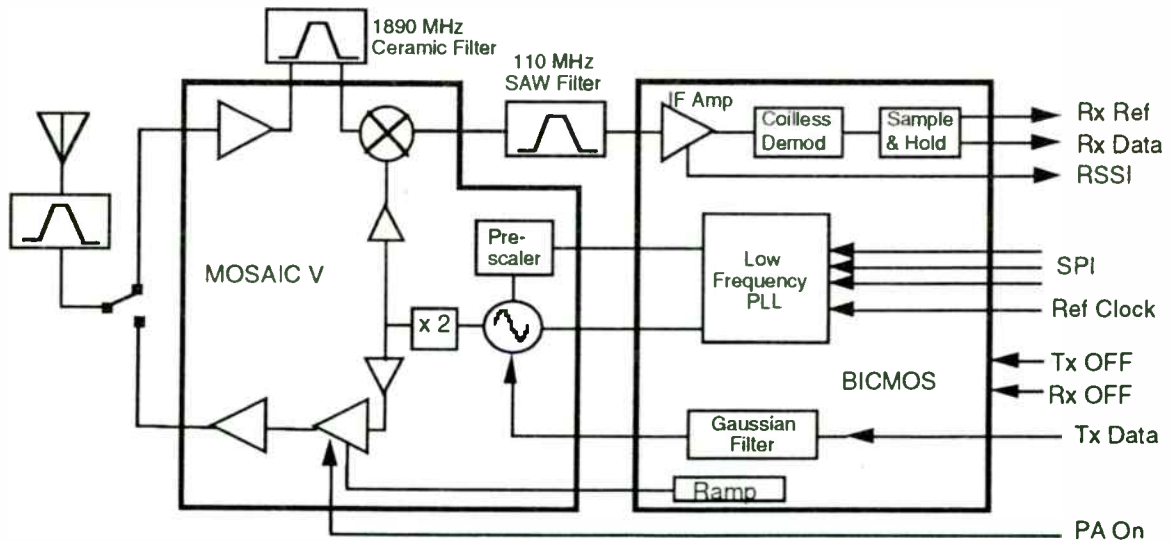 1890 MHz
Ceramic Filter
110 MHz
SAW Filter
IF Amp
Coilless
Demod
Sample
& Hold
Rx Ref
Rx Data
RSSI
MOSAIC V
Pre-
scaler
Low
Frequency
PLL
SPI
Ref Clock
x 2
BICMOS
Tx OFF
Rx OFF
Gaussian
Filter
Tx Data
Ramp
PA On